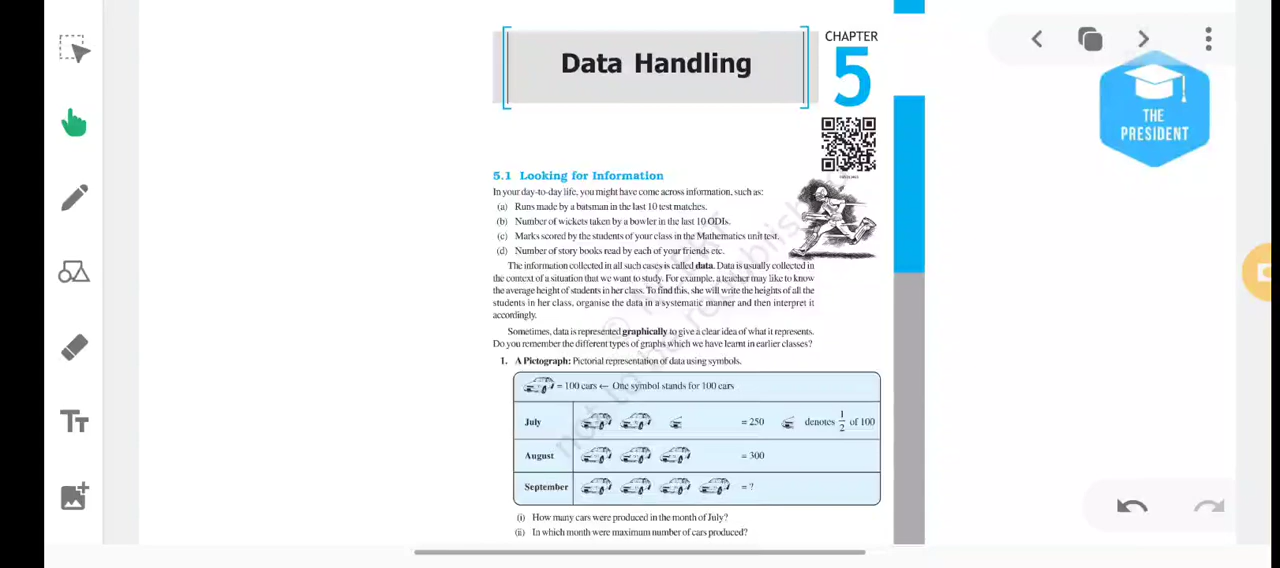 Data Handling
CHAPTER
5
THE
PRESIDENT
5.1 Looking for Information
In your day-to-day life, you might have come across information, such as:
(a) Runs made by a batsman in the last 10 test matches.
(b) Number of wickets taken by a bowler in the last 10 ODIs.
(c) Marks scored by the students of your class in the Mathematics unit test.
(d) Number of story books read by each of your friends etc.
The information collected in all such cases is called data. Data is usually collected in
the context of a situation that we want to study. For example, a teacher may like to know
the average height of students in her class. To find this, she will write the heights of all the
students in her class, organise the data in a systematic manner and then interpret it
accordingly.
Sometimes, data is represented graphically to give a clear idea of what it represents.
Do you remember the different types of graphs which we have learnt in earlier classes?
1. A Pictograph: Pictorial representation of data using symbols.
= 100 cars ← One symbol stands for 100 cars
July = 250 denotes 1/2 of 100
August = 300
September = ?
(i) How many cars were produced in the month of July?
(ii) In which month were maximum number of cars produced?
not to be republished
TT